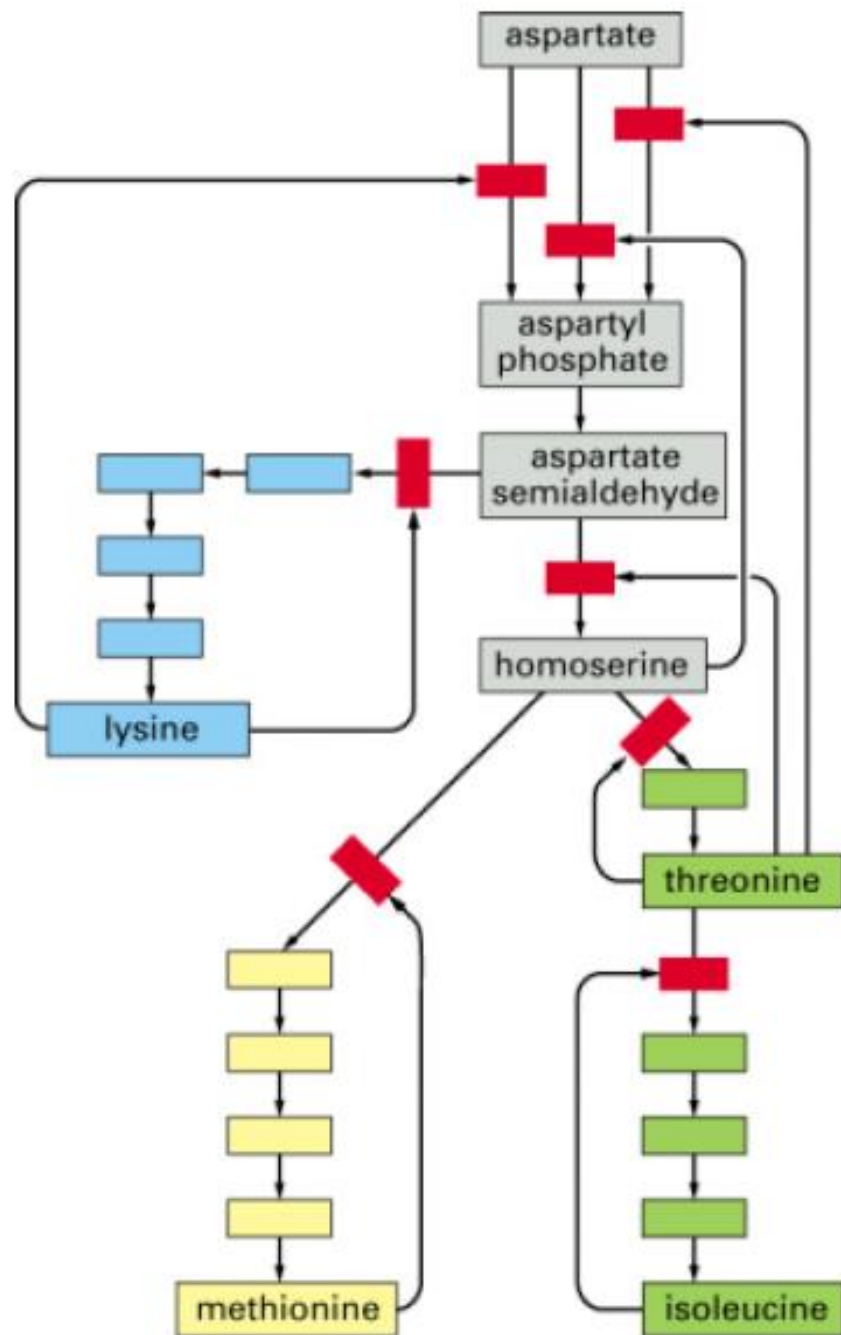 aspartate
aspartyl
phosphate
aspartate
semialdehyde
homoserine
lysine
threonine
methionine
isoleucine